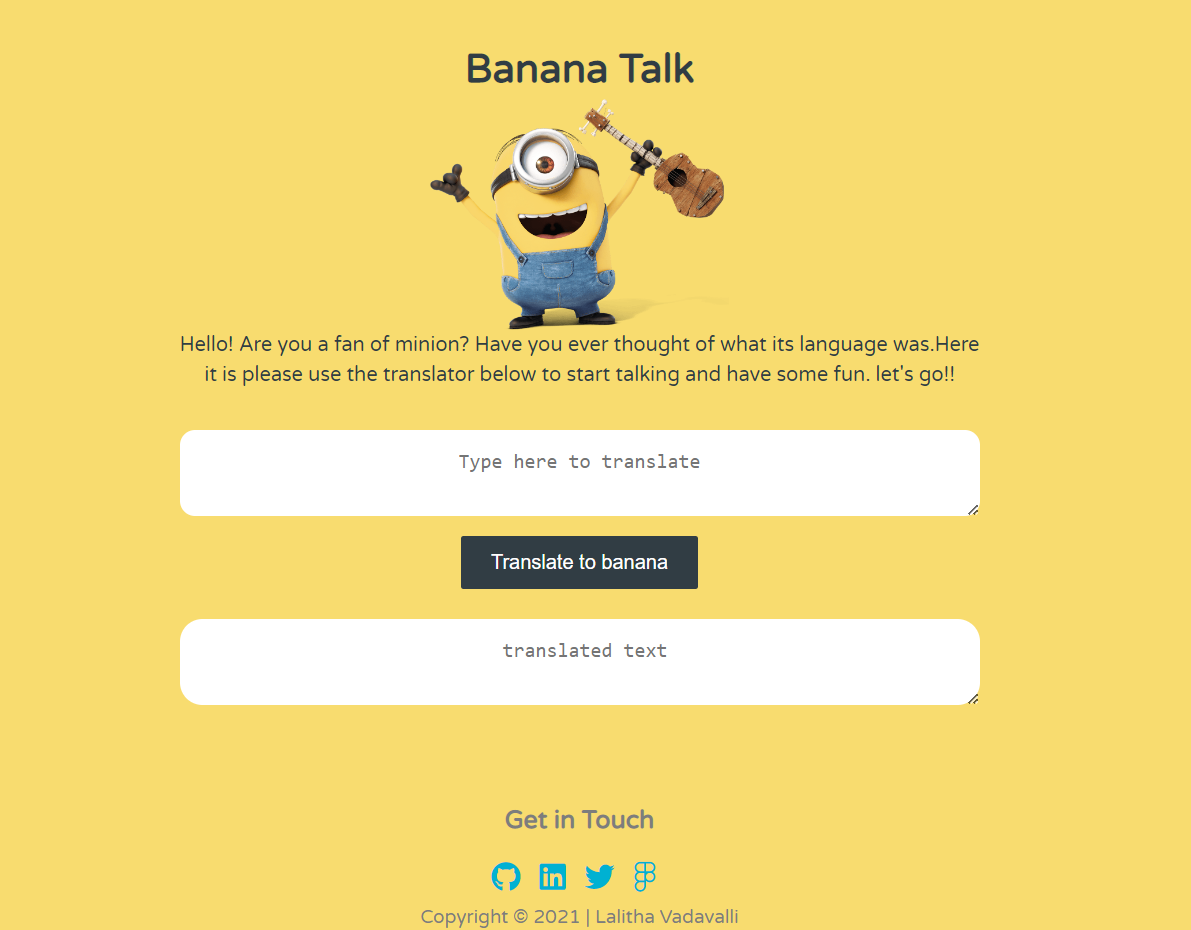 Banana Talk
Hello! Are you a fan of minion? Have you ever thought of what its language was.Here
it is please use the translator below to start talking and have some fun. let's go!!
Type here to translate
Translate to banana
translated text
Get in Touch
in
Copyright © 2021 | Lalitha Vadavalli